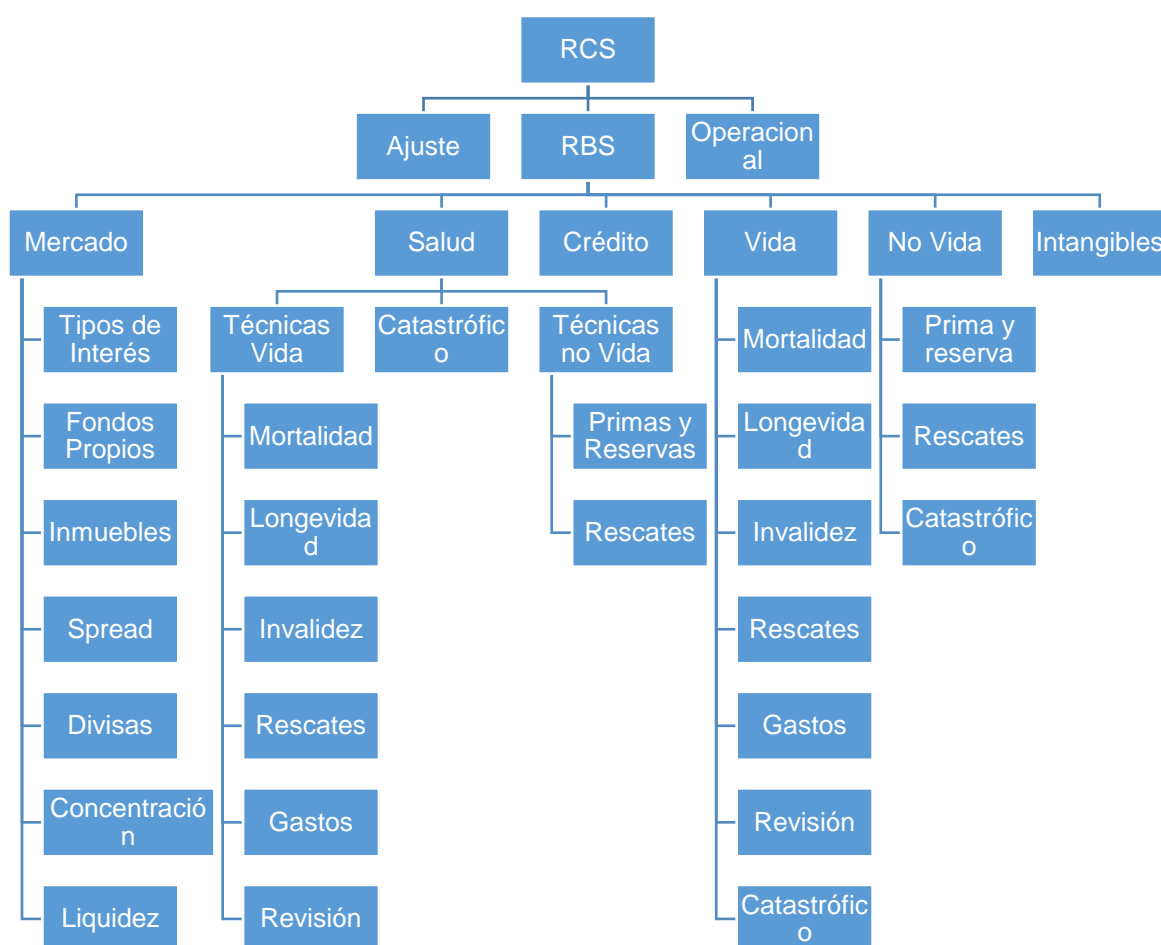 RCS
Ajuste
RBS
Operacion
al
Mercado
Salud
Crédito
Vida
No Vida
Intangibles
Tipos de
Interés
Fondos
Propios
Inmuebles
Spread
Divisas
Concentració
n
Liquidez
Técnicas
Vida
Mortalidad
Longevida
d
Invalidez
Rescates
Gastos
Revisión
Catastrófic
o
Técnicas
no Vida
Primas y
Reservas
Rescates
Mortalidad
Longevida
d
Invalidez
Rescates
Gastos
Revisión
Catastrófic
o
Prima y
reserva
Rescates
Catastrófic
o